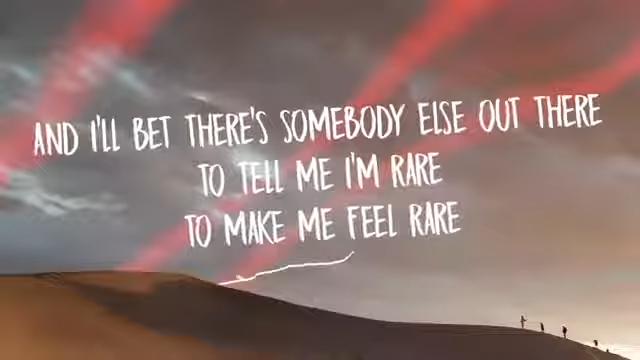 AND I'LL BET THERE'S SOMEBODY ELSE OUT THERE
TO TELL ME I'M RARE
TO MAKE ME FEEL RARE